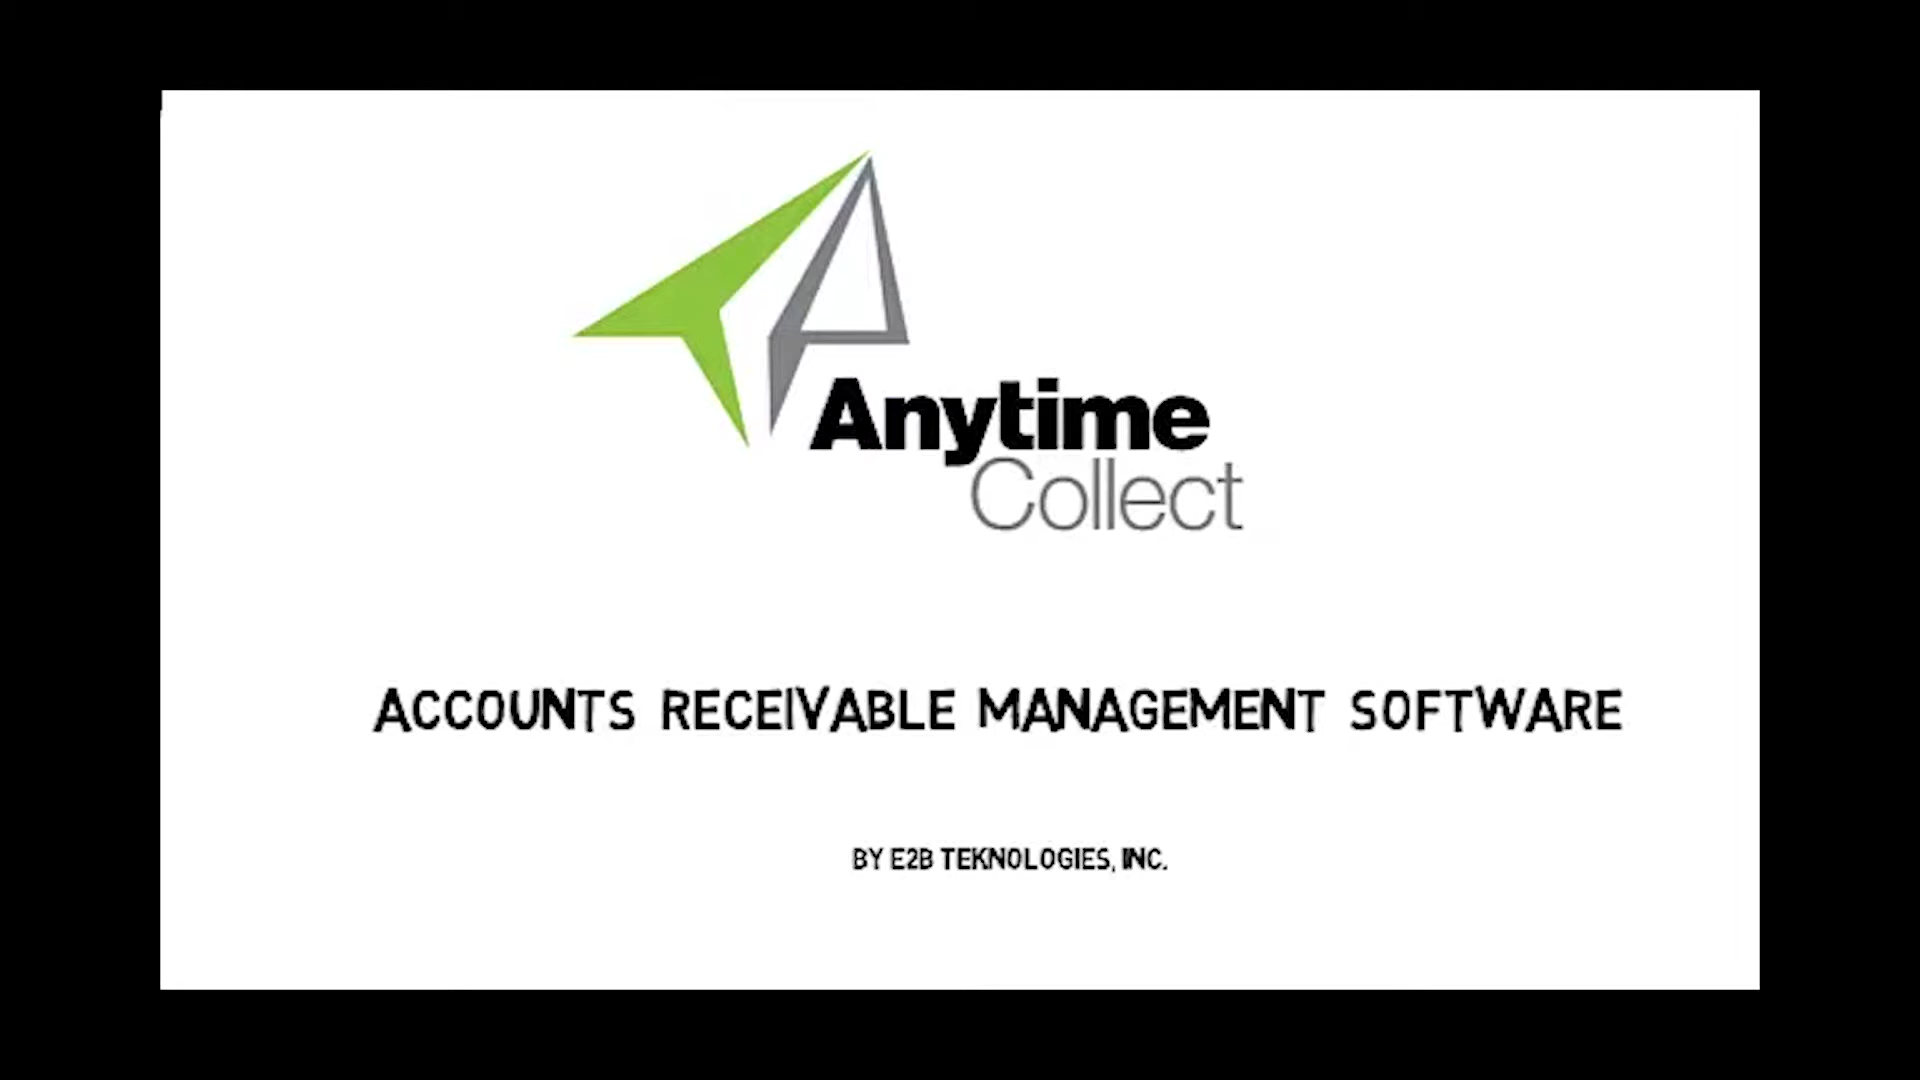 Anytime
Collect
ACCOUNTS RECEIVABLE MANAGEMENT SOFTWARE
BY E2B TEKNOLOGIES, INC.